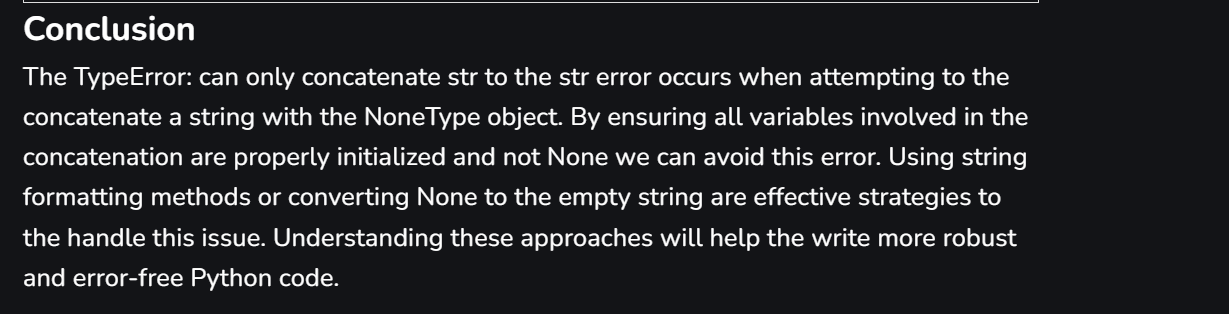 Conclusion
The TypeError: can only concatenate str to the str error occurs when attempting to the
concatenate a string with the NoneType object. By ensuring all variables involved in the
concatenation are properly initialized and not None we can avoid this error. Using string
formatting methods or converting None to the empty string are effective strategies to
the handle this issue. Understanding these approaches will help the write more robust
and error-free Python code.